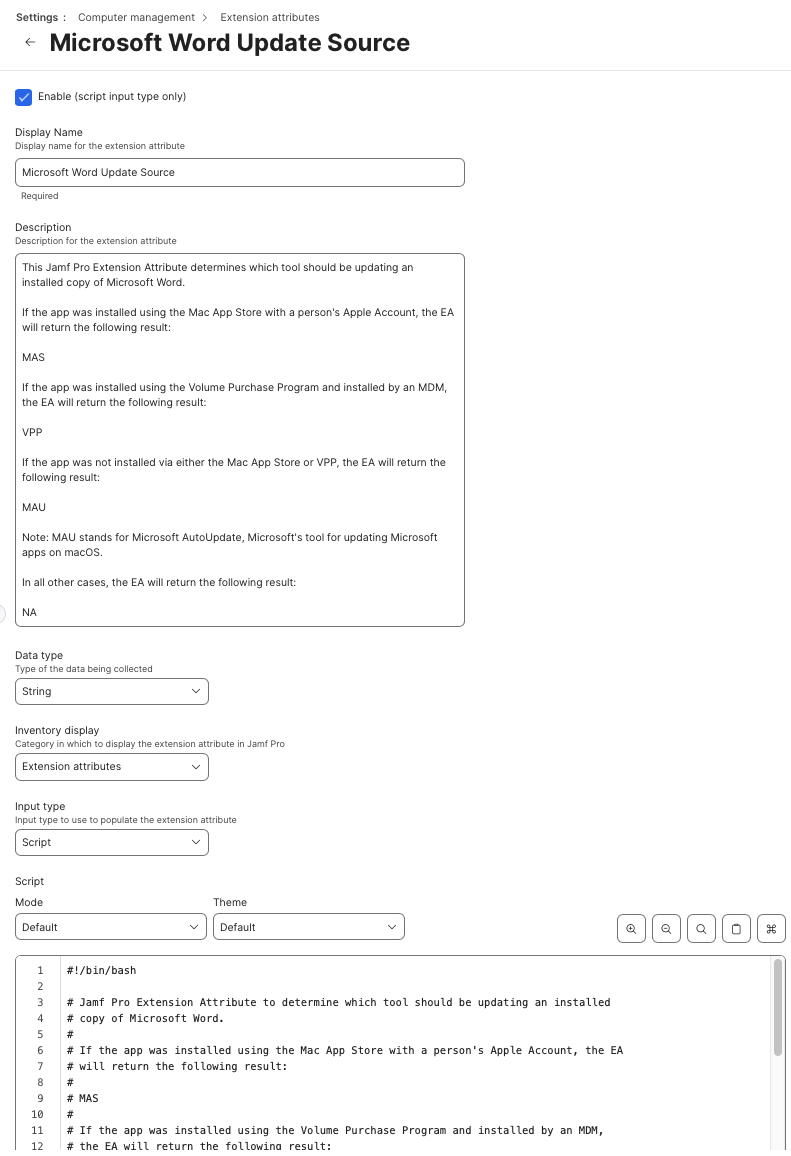 Settings : Computer management > Extension attributes
← Microsoft Word Update Source
Enable (script input type only)
Display Name
Display name for the extension attribute
Microsoft Word Update Source
Required
Description
Description for the extension attribute
This Jamf Pro Extension Attribute determines which tool should be updating an
installed copy of Microsoft Word.
If the app was installed using the Mac App Store with a person's Apple Account, the EA
will return the following result:
MAS
If the app was installed using the Volume Purchase Program and installed by an MDM,
the EA will return the following result:
VPP
If the app was not installed via either the Mac App Store or VPP, the EA will return the
following result:
MAU
Note: MAU stands for Microsoft AutoUpdate, Microsoft's tool for updating Microsoft
apps on macOS.
In all other cases, the EA will return the following result:
NA
Data type
Type of the data being collected
String
Inventory display
Category in which to display the extension attribute in Jamf Pro
Extension attributes
Input type
Input type to use to populate the extension attribute
Script
Script
Mode Theme
Default Default
1 #!/bin/bash
2
3 # Jamf Pro Extension Attribute to determine which tool should be updating an installed
4 # copy of Microsoft Word.
5 #
6 # If the app was installed using the Mac App Store with a person's Apple Account, the EA
7 # will return the following result:
8 #
9 # MAS
10 #
11 # If the app was installed using the Volume Purchase Program and installed by an MDM,
12 # the EA will return the following result: